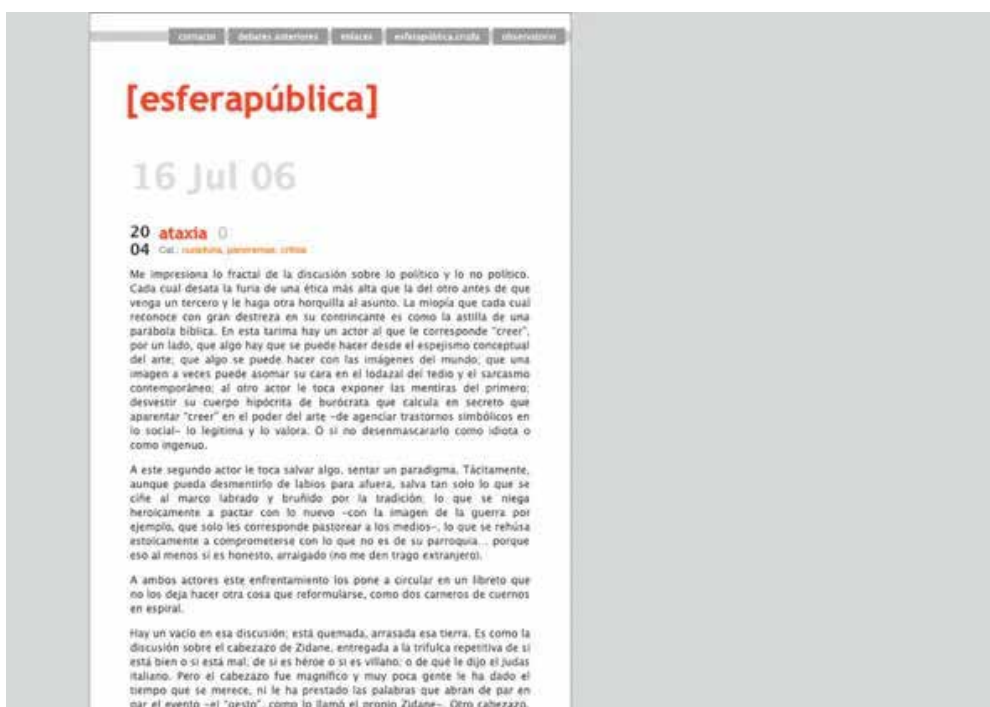 contacto debates anteriores enlaces esferapública.cruda observatorio
[esferapública]
16 Jul 06
20 ataxia 0
04 Cat.: curaduria, panoramas, critica
Me impresiona lo fractal de la discusión sobre lo político y lo no político.
Cada cual desata la furia de una ética más alta que la del otro antes de que
venga un tercero y le haga otra horquilla al asunto. La miopía que cada cual
reconoce con gran destreza en su contrincante es como la astilla de una
parábola bíblica. En esta tarima hay un actor al que le corresponde "creer",
por un lado, que algo hay que se puede hacer desde el espejismo conceptual
del arte; que algo se puede hacer con las imágenes del mundo; que una
imagen a veces puede asomar su cara en el lodazal del tedio y el sarcasmo
contemporáneo; al otro actor le toca exponer las mentiras del primero;
desvestir su cuerpo hipócrita de burócrata que calcula en secreto que
aparentar "creer" en el poder del arte –de agenciar trastornos simbólicos en
lo social– lo legitima y lo valora. O si no desenmascararlo como idiota o
como ingenuo.
A este segundo actor le toca salvar algo, sentar un paradigma. Tácitamente,
aunque pueda desmentirlo de labios para afuera, salva tan solo lo que se
ciñe al marco labrado y bruñido por la tradición; lo que se niega
heroicamente a pactar con lo nuevo –con la imagen de la guerra por
ejemplo, que solo les corresponde pastorear a los medios–, lo que se rehúsa
estoicamente a comprometerse con lo que no es de su parroquia... porque
eso al menos sí es honesto, arraigado (no me den trago extranjero).
A ambos actores este enfrentamiento los pone a circular en un libreto que
no los deja hacer otra cosa que reformularse, como dos carneros de cuernos
en espiral.
Hay un vacío en esa discusión; está quemada, arrasada esa tierra. Es como la
discusión sobre el cabezazo de Zidane, entregada a la trifulca repetitiva de si
está bien o si está mal; de si es héroe o si es villano; o de qué le dijo el Judas
italiano. Pero el cabezazo fue magnífico y muy poca gente le ha dado el
tiempo que se merece, ni le ha prestado las palabras que abran de par en
par el evento –el "gesto", como lo llamó el propio Zidane–. Otro cabezazo,